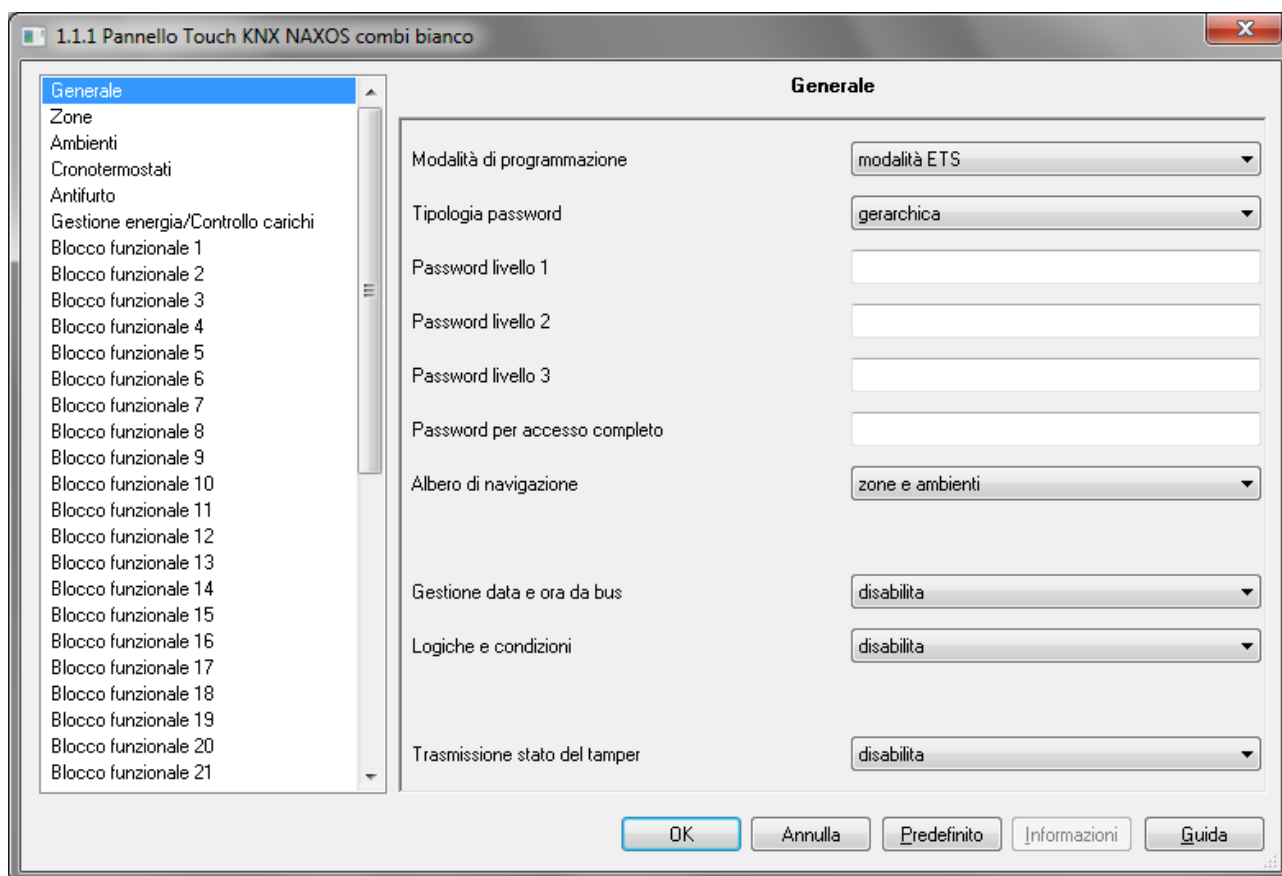 1.1.1 Pannello Touch KNX NAXOS combi bianco
Generale
Zone
Ambienti
Cronotermostati
Antifurto
Gestione energia/Controllo carichi
Blocco funzionale 1
Blocco funzionale 2
Blocco funzionale 3
Blocco funzionale 4
Blocco funzionale 5
Blocco funzionale 6
Blocco funzionale 7
Blocco funzionale 8
Blocco funzionale 9
Blocco funzionale 10
Blocco funzionale 11
Blocco funzionale 12
Blocco funzionale 13
Blocco funzionale 14
Blocco funzionale 15
Blocco funzionale 16
Blocco funzionale 17
Blocco funzionale 18
Blocco funzionale 19
Blocco funzionale 20
Blocco funzionale 21
Generale
Modalità di programmazione modalità ETS
Tipologia password gerarchica
Password livello 1
Password livello 2
Password livello 3
Password per accesso completo
Albero di navigazione zone e ambienti
Gestione data e ora da bus disabilita
Logiche e condizioni disabilita
Trasmissione stato del tamper disabilita
OK Annulla Predefinito Informazioni Guida